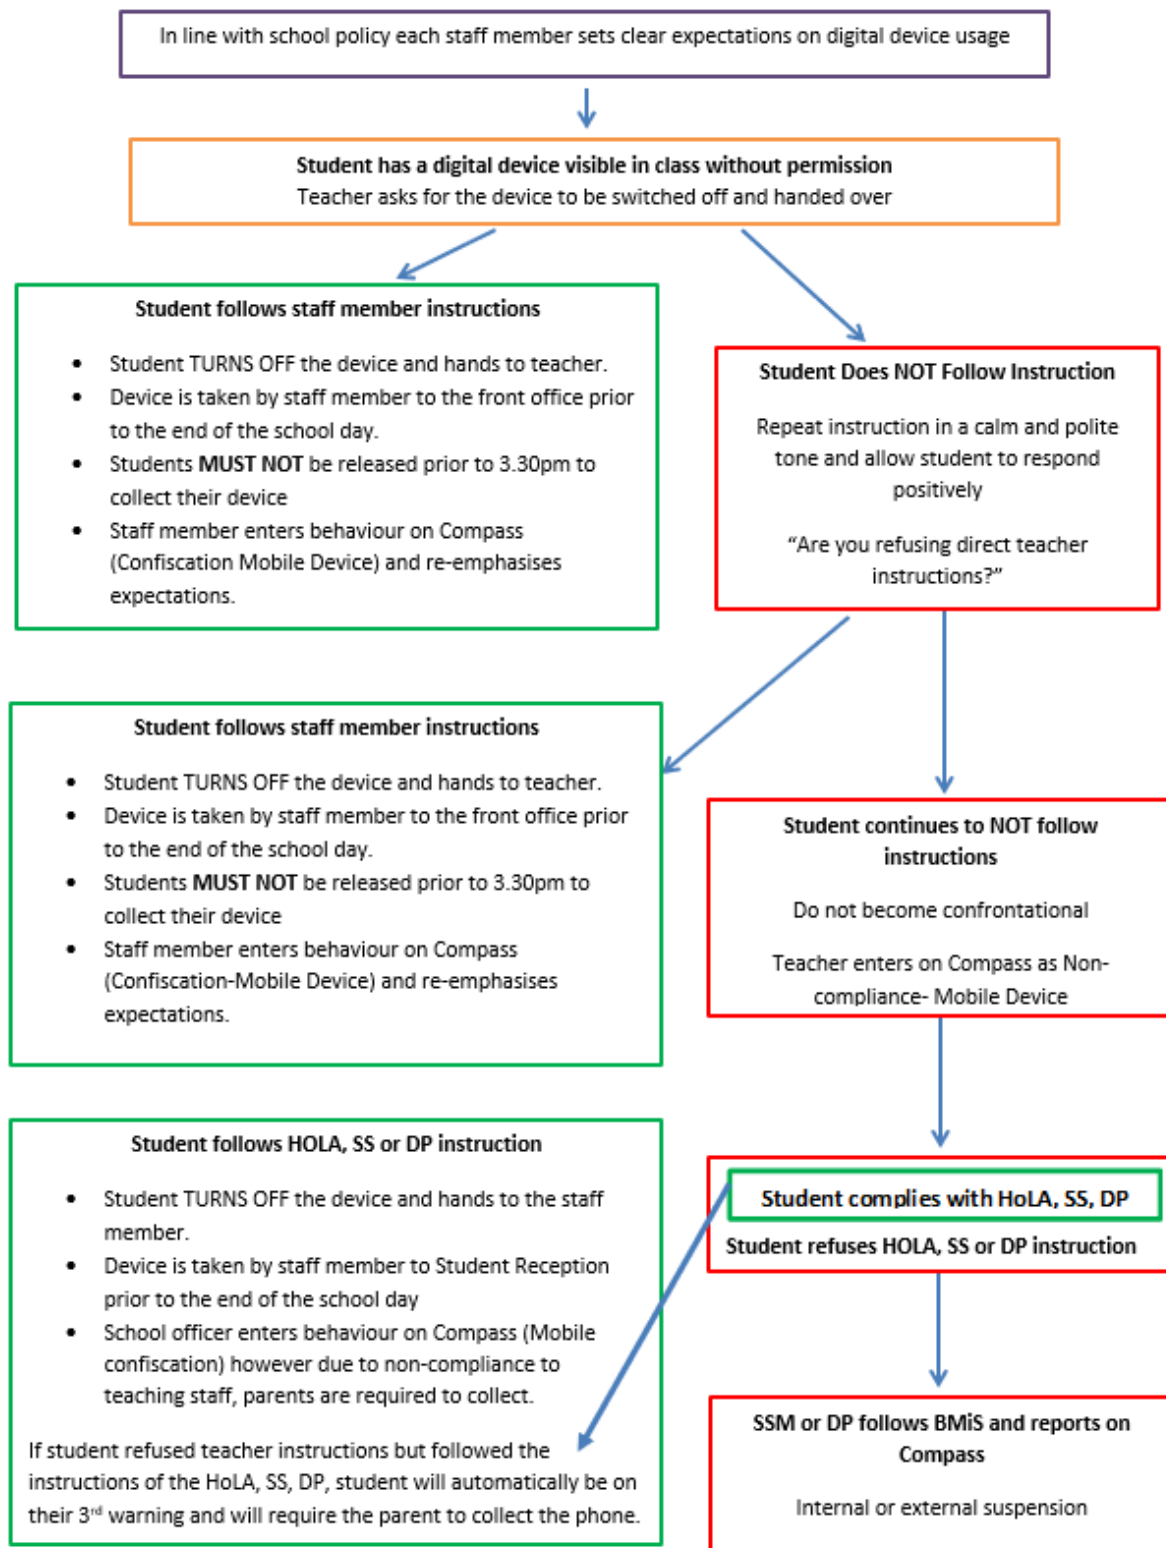 In line with school policy each staff member sets clear expectations on digital device usage
Student has a digital device visible in class without permission
Teacher asks for the device to be switched off and handed over
Student follows staff member instructions
• Student TURNS OFF the device and hands to teacher.
• Device is taken by staff member to the front office prior
to the end of the school day.
• Students MUST NOT be released prior to 3.30pm to
collect their device
• Staff member enters behaviour on Compass
(Confiscation Mobile Device) and re-emphasises
expectations.
Student Does NOT Follow Instruction
Repeat instruction in a calm and polite
tone and allow student to respond
positively
“Are you refusing direct teacher
instructions?”
Student follows staff member instructions
• Student TURNS OFF the device and hands to teacher.
• Device is taken by staff member to the front office prior
to the end of the school day.
• Students MUST NOT be released prior to 3.30pm to
collect their device
• Staff member enters behaviour on Compass
(Confiscation-Mobile Device) and re-emphasises
expectations.
Student continues to NOT follow
instructions
Do not become confrontational
Teacher enters on Compass as Non-
compliance- Mobile Device
Student follows HOLA, SS or DP instruction
• Student TURNS OFF the device and hands to the staff
member.
• Device is taken by staff member to Student Reception
prior to the end of the school day
• School officer enters behaviour on Compass (Mobile
confiscation) however due to non-compliance to
teaching staff, parents are required to collect.
If student refused teacher instructions but followed the
instructions of the HoLA, SS, DP, student will automatically be on
their 3rd warning and will require the parent to collect the phone.
Student complies with HoLA, SS, DP
Student refuses HOLA, SS or DP instruction
SSM or DP follows BMiS and reports on
Compass
Internal or external suspension